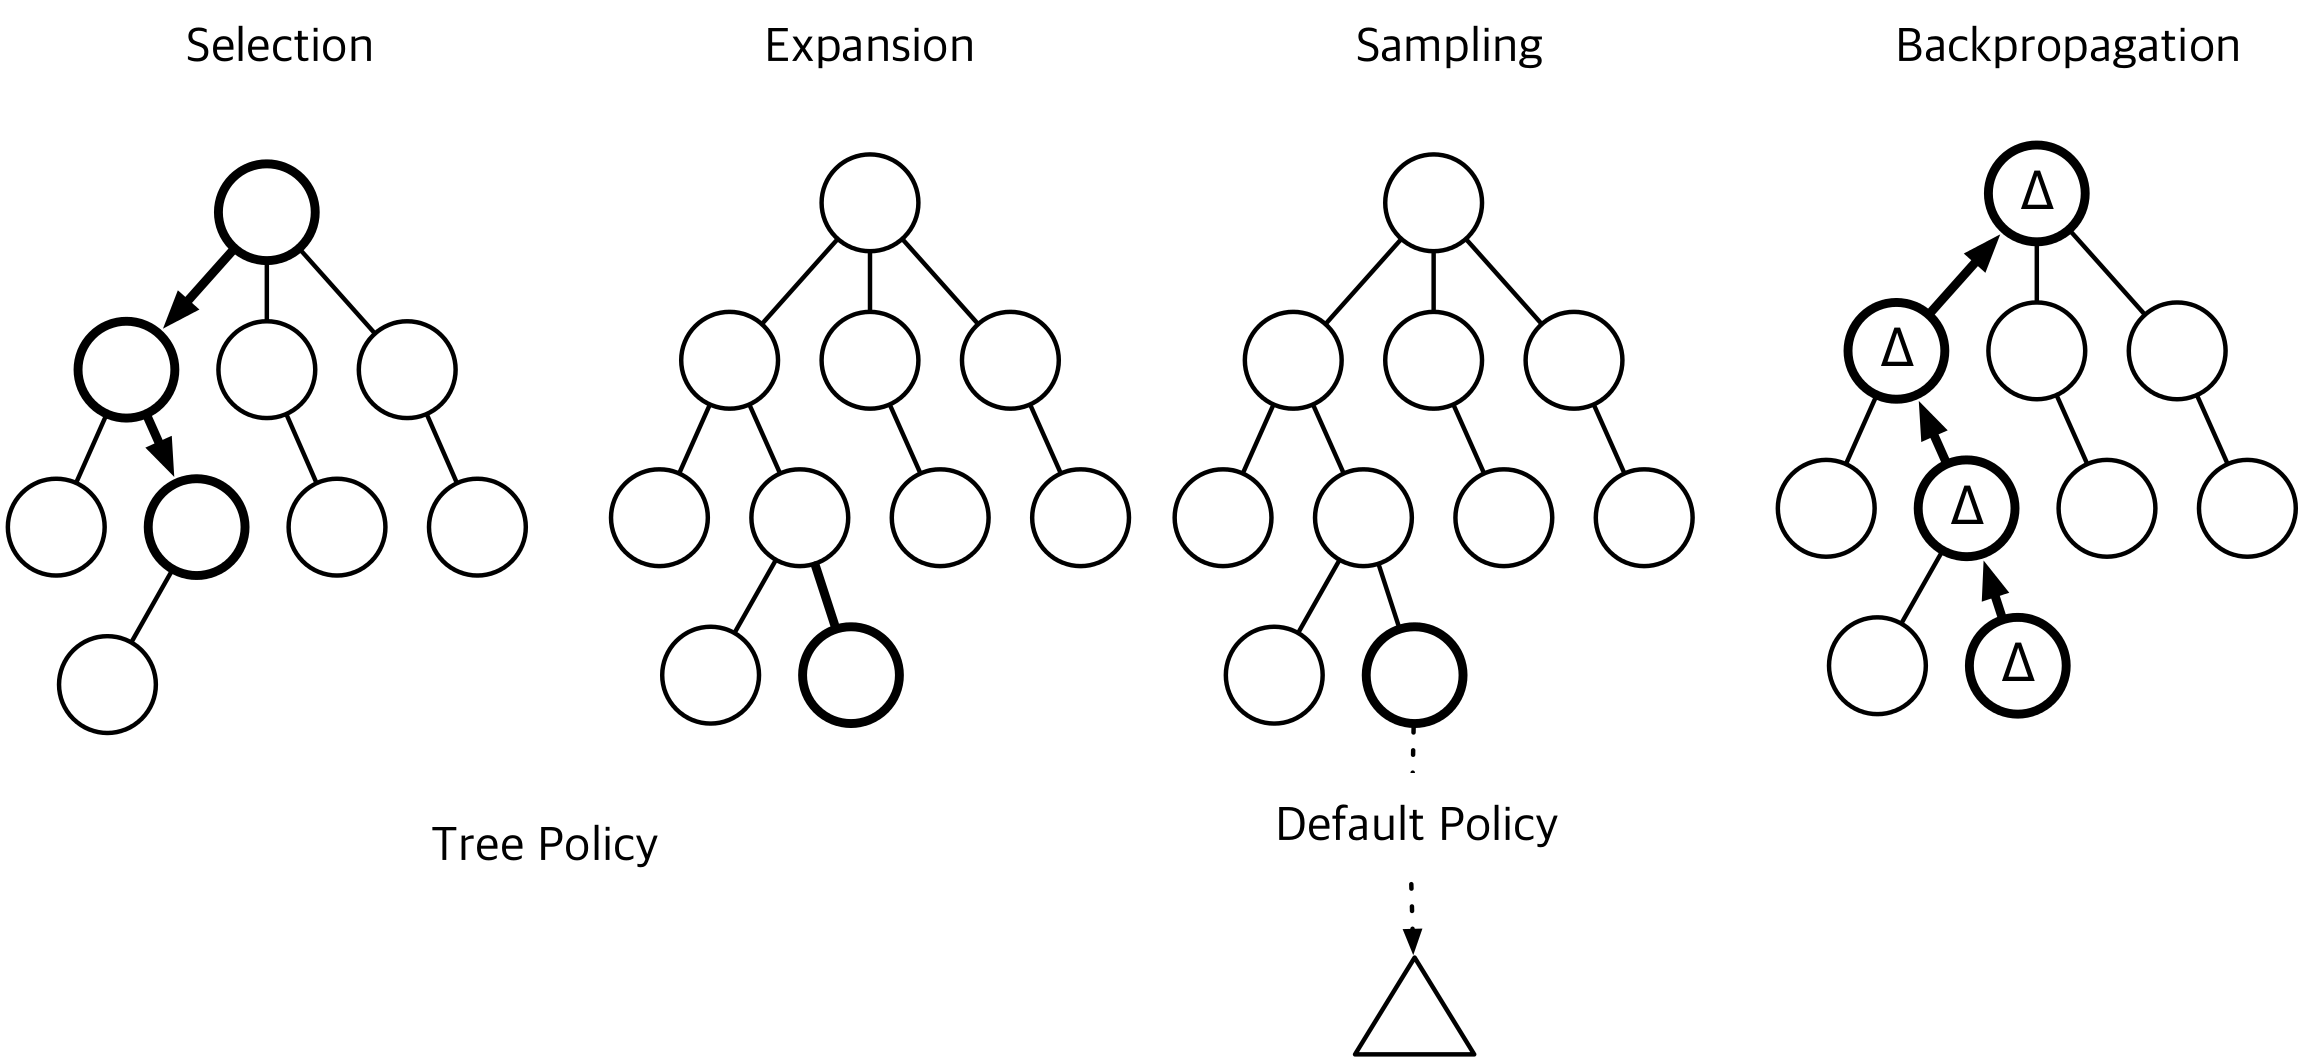 Selection
Expansion
Sampling
Backpropagation
Δ
Δ
Δ
Δ
Tree Policy
Default Policy